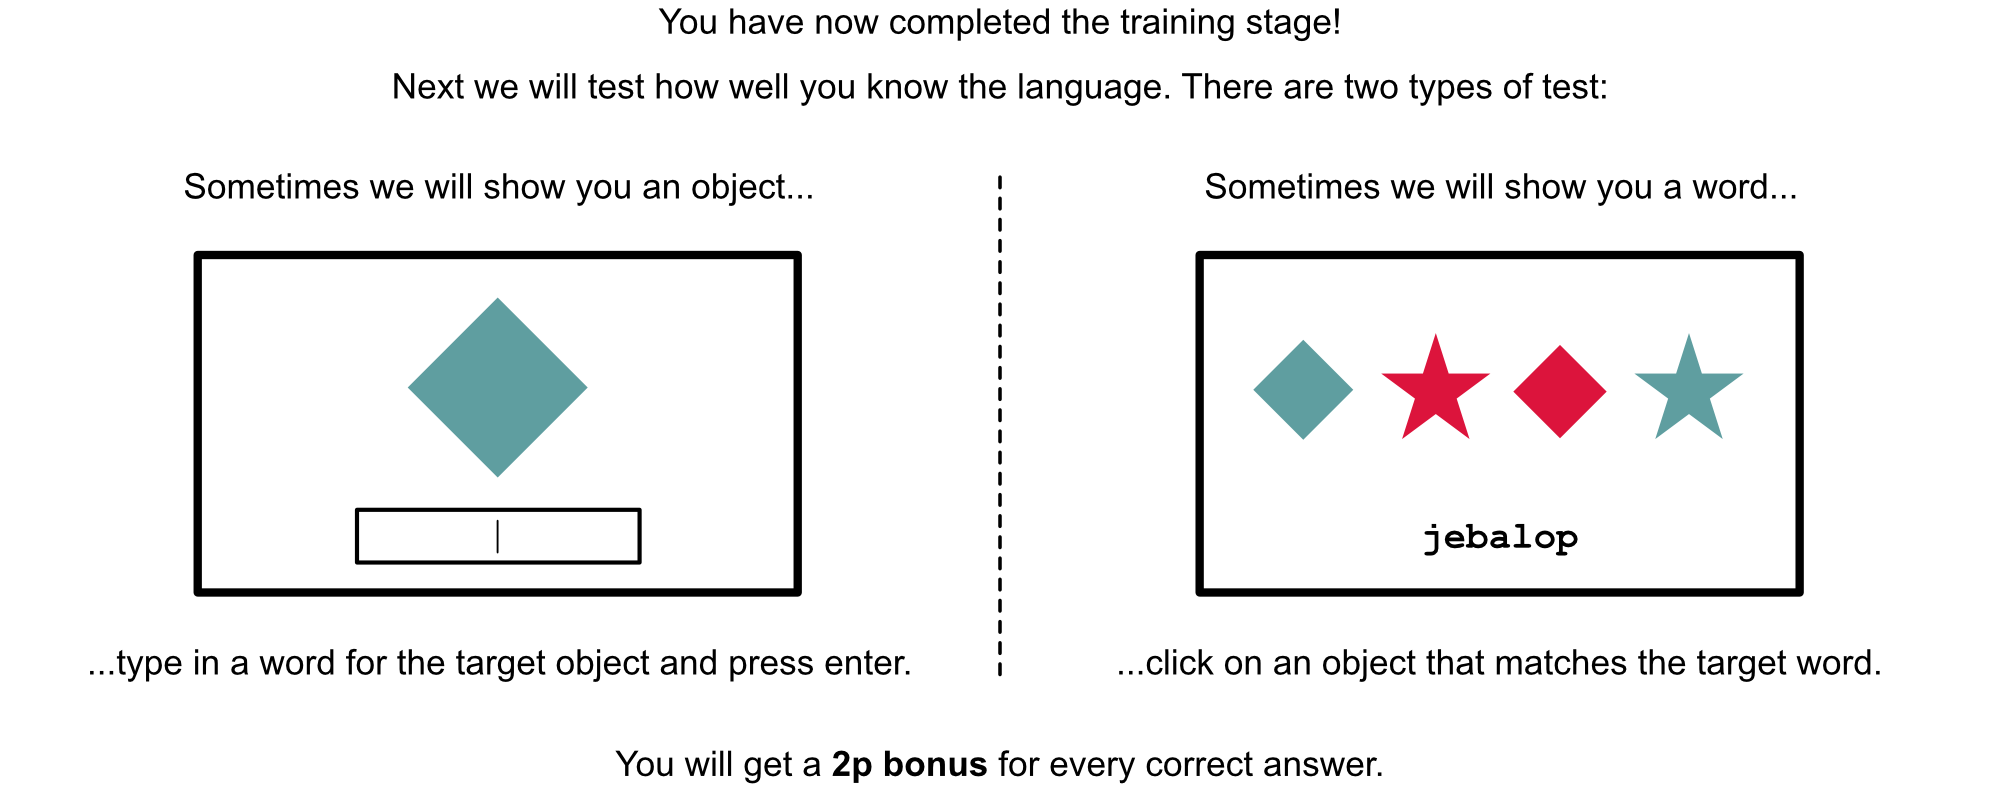 You have now completed the training stage!
Next we will test how well you know the language. There are two types of test:
Sometimes we will show you an object...
...type in a word for the target object and press enter.
Sometimes we will show you a word...
jebalop
...click on an object that matches the target word.
You will get a 2p bonus for every correct answer.